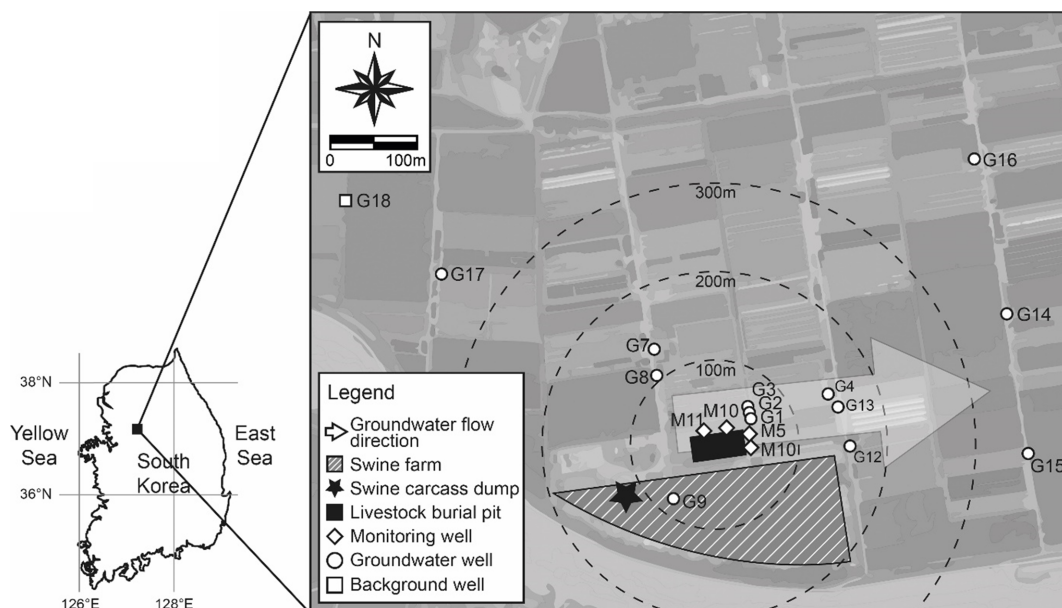 N
0 100m
G18
G17
G16
300m
200m
100m
G14
G15
G7
G8
G3
G2
G1
G4
G13
G12
M11
M10
M5
M10
G9
Legend
Groundwater flow
direction
Swine farm
Swine carcass dump
Livestock burial pit
Monitoring well
Groundwater well
Background well
38°N
36°N
Yellow
Sea
East
Sea
South
Korea
126°E
128°E